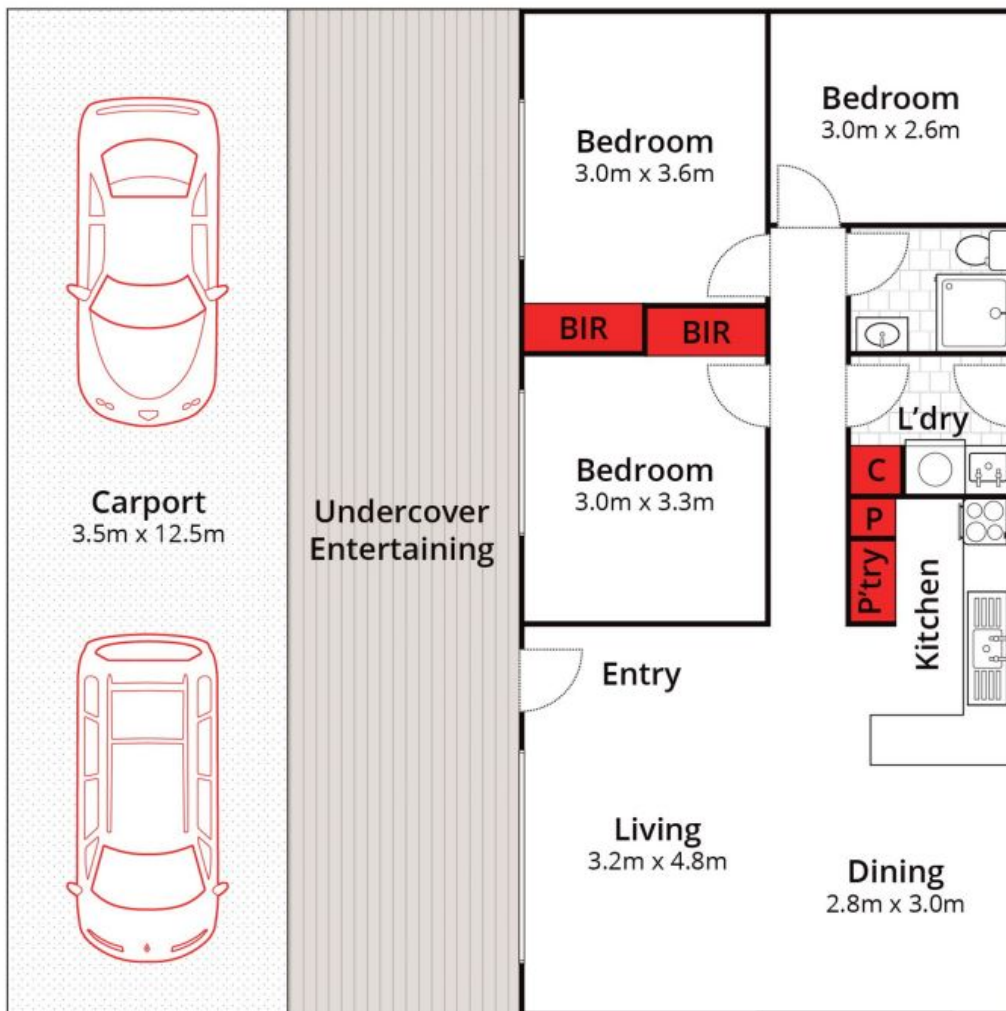 Bedroom
3.0m x 3.6m
Bedroom
3.0m x 2.6m
BIR
BIR
L’dry
Bedroom
3.0m x 3.3m
C
P
P’try
Kitchen
Carport
3.5m x 12.5m
Undercover
Entertaining
Entry
Living
3.2m x 4.8m
Dining
2.8m x 3.0m